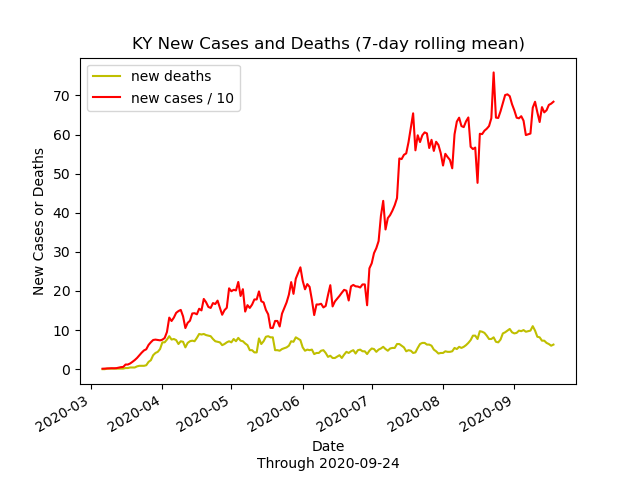 KY New Cases and Deaths (7-day rolling mean)
new deaths
new cases / 10
New Cases or Deaths
70
60
50
40
30
20
10
0
2020-03
2020-04
2020-05
2020-06
2020-07
2020-08
2020-09
Date
Through 2020-09-24